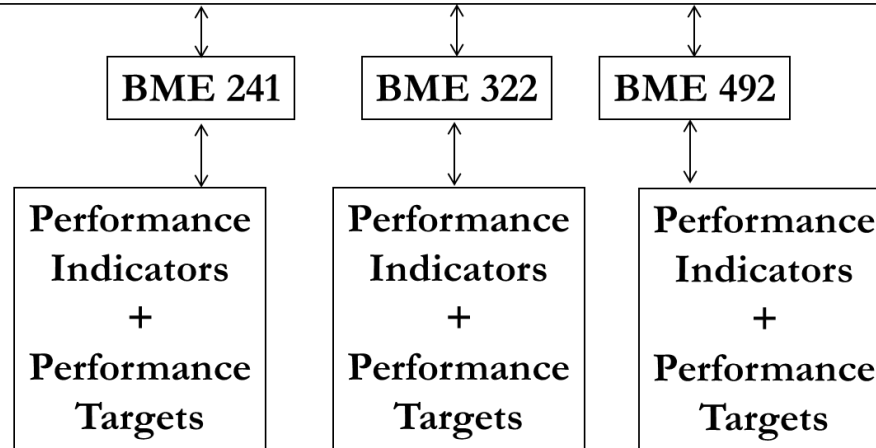 BME 241
BME 322
BME 492
Performance
Indicators
+
Performance
Targets
Performance
Indicators
+
Performance
Targets
Performance
Indicators
+
Performance
Targets